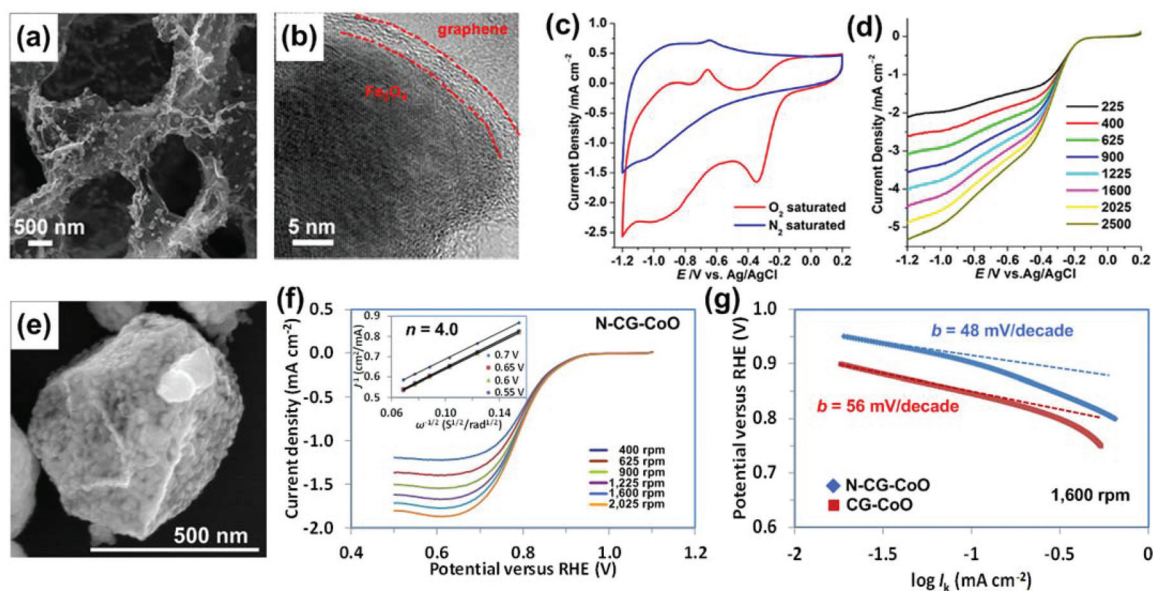 (a)
500 nm
(b)
graphene
Fe₃O₄
5 nm
(c)
Current Density /mA cm⁻²
1.0
0.5
0.0
-0.5
-1.0
-1.5
-2.0
-2.5
O₂ saturated
N₂ saturated
-1.2 -1.0 -0.8 -0.6 -0.4 -0.2 0.0 0.2
E /V vs. Ag/AgCl
(d)
Current Density /mA cm⁻²
0
-1
-2
-3
-4
-5
225
400
625
900
1225
1600
2025
2500
-1.2 -1.0 -0.8 -0.6 -0.4 -0.2 0.0 0.2
E /V vs.Ag/AgCl
(e)
500 nm
(f)
Current density (mA cm⁻²)
0.5
0.0
-0.5
-1.0
-1.5
-2.0
N-CG-CoO
n = 4.0
J⁻¹ (cm²/mA)
0.9
0.8
0.7
0.6
0.5
0.7 V
0.65 V
0.6 V
0.55 V
0.06 0.08 0.10 0.12 0.14 0.16
ω⁻¹/² (S¹/²/rad¹/²)
400 rpm
625 rpm
900 rpm
1,225 rpm
1,600 rpm
2,025 rpm
0.4 0.6 0.8 1.0 1.2
Potential versus RHE (V)
(g)
Potential versus RHE (V)
1.0
0.9
0.8
0.7
0.6
b = 48 mV/decade
b = 56 mV/decade
N-CG-CoO
CG-CoO
1,600 rpm
-2 -1.5 -1 -0.5 0
log Iₖ (mA cm⁻²)